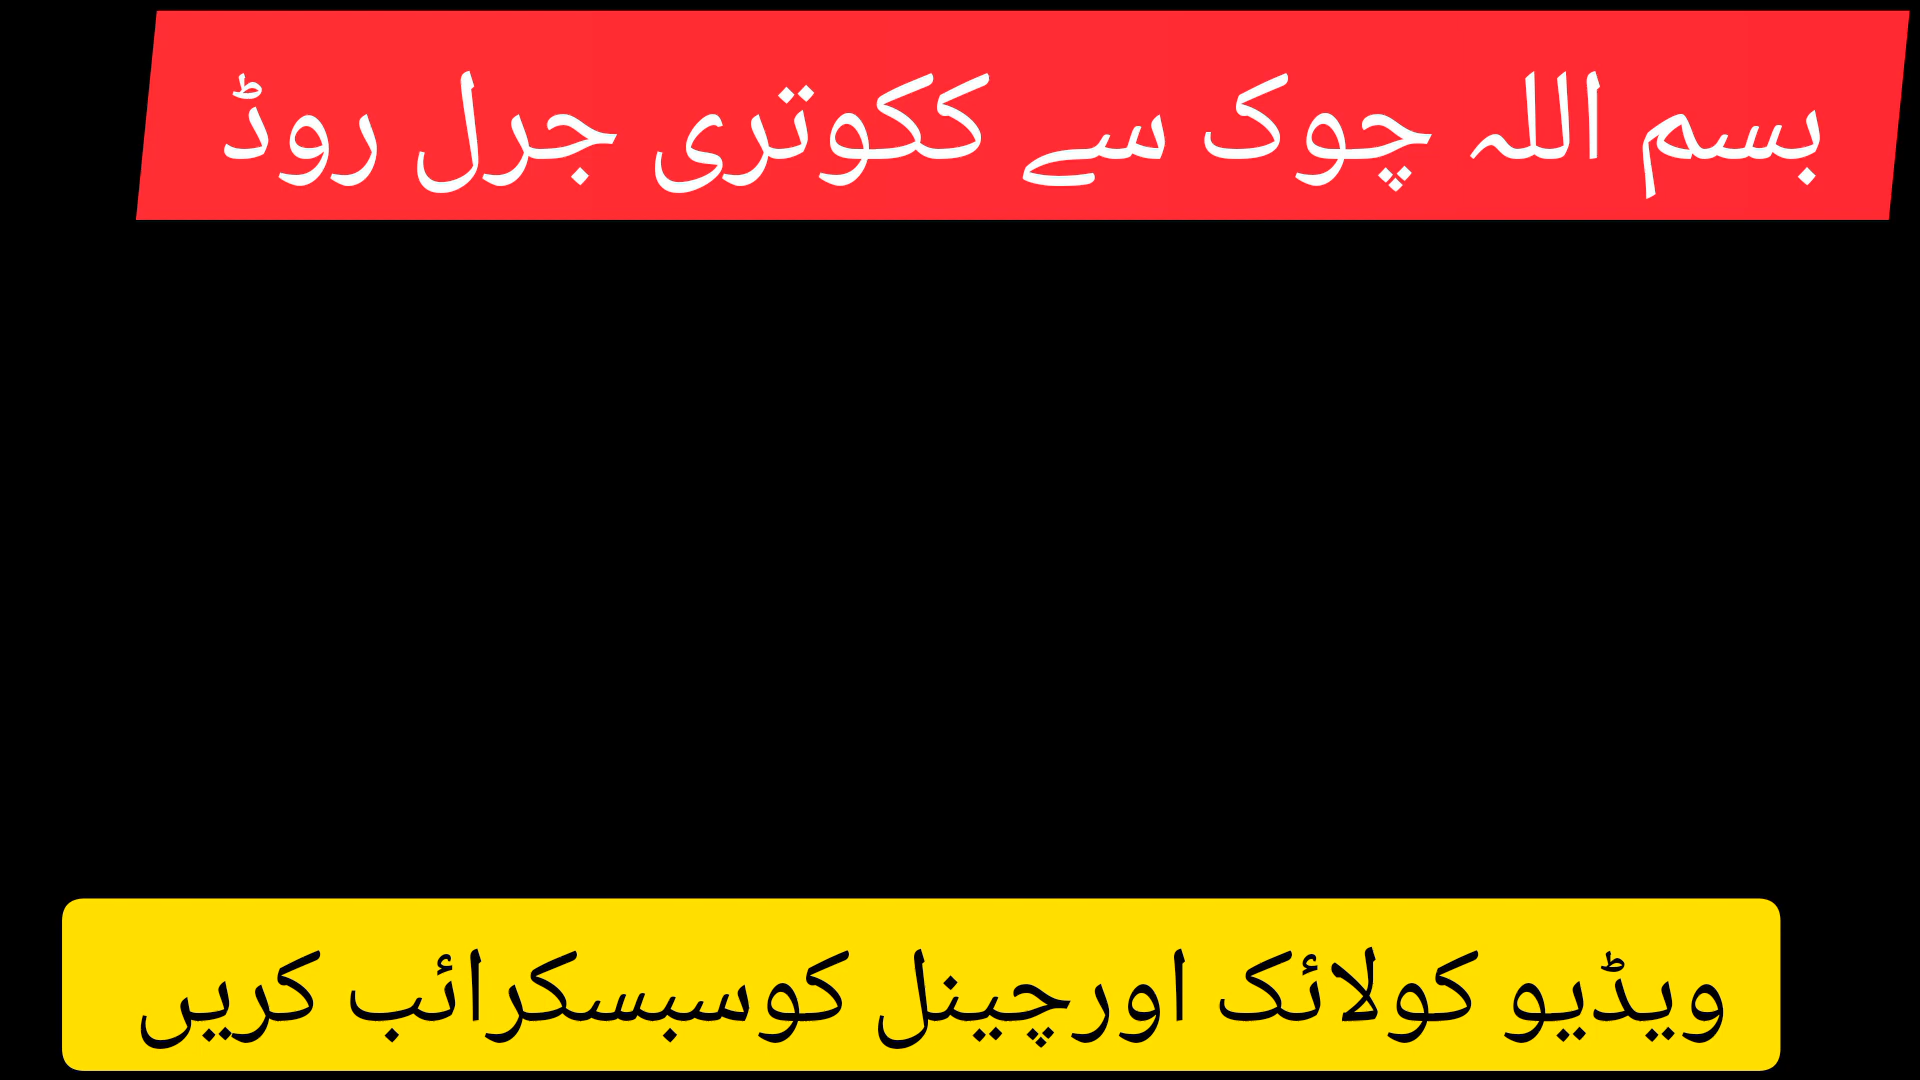 بسم اللہ چوک سے ککوتری جرل روڈ
ویڈیو کولائک اورچینل کوسبسکرائب کریں